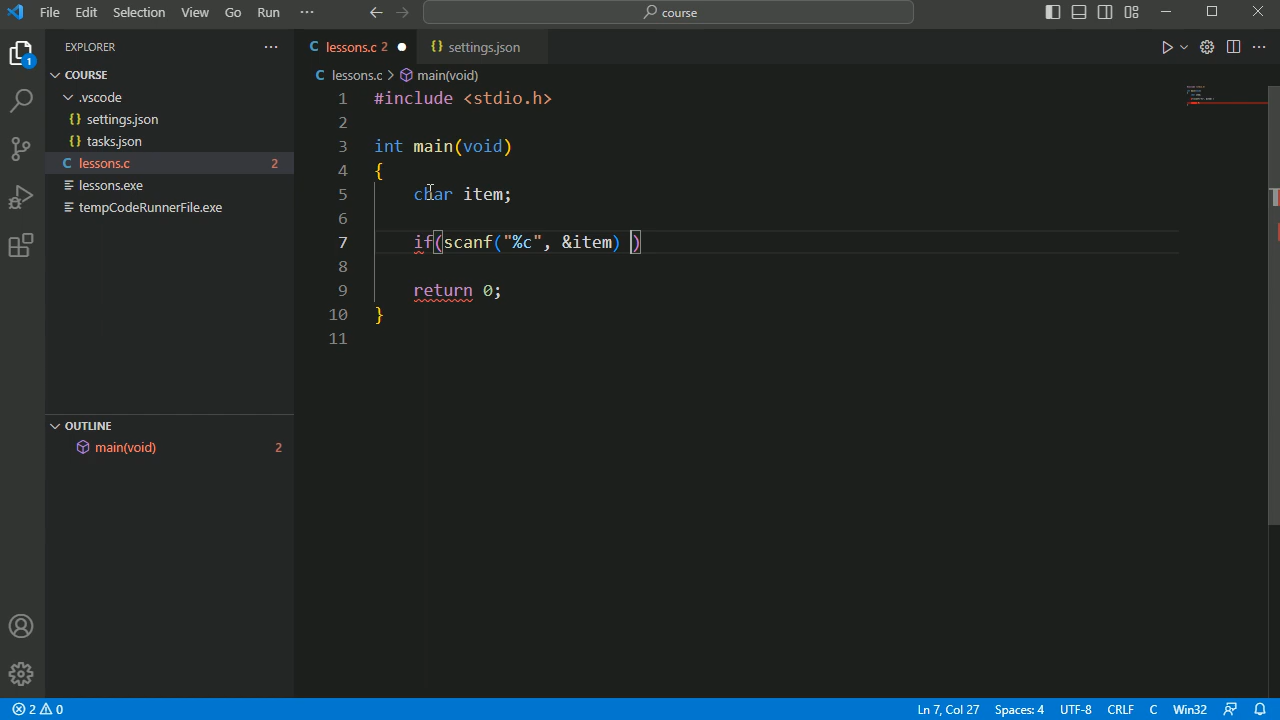 File Edit Selection View Go Run ··· course
EXPLORER ···
COURSE
.vscode
settings.json
tasks.json
lessons.c 2
lessons.exe
tempCodeRunnerFile.exe
OUTLINE
main(void) 2
1
lessons.c 2 settings.json
lessons.c > main(void)
1 #include <stdio.h>
2
3 int main(void)
4 {
5 char item;
6
7 if(scanf("%c", &item) )
8
9 return 0;
10 }
11
2 0 Ln 7, Col 27 Spaces: 4 UTF-8 CRLF C Win32